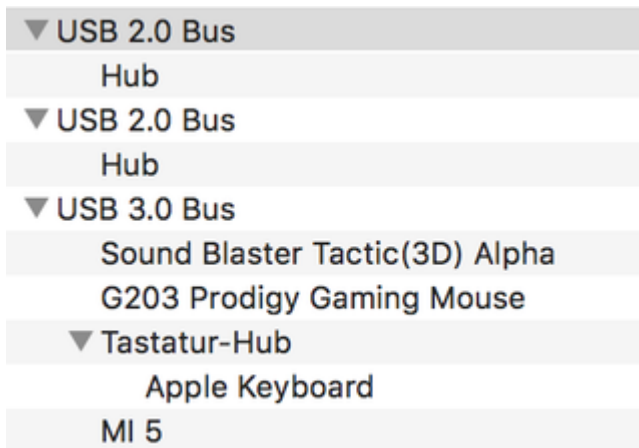 USB 2.0 Bus
Hub
USB 2.0 Bus
Hub
USB 3.0 Bus
Sound Blaster Tactic(3D) Alpha
G203 Prodigy Gaming Mouse
Tastatur-Hub
Apple Keyboard
MI 5